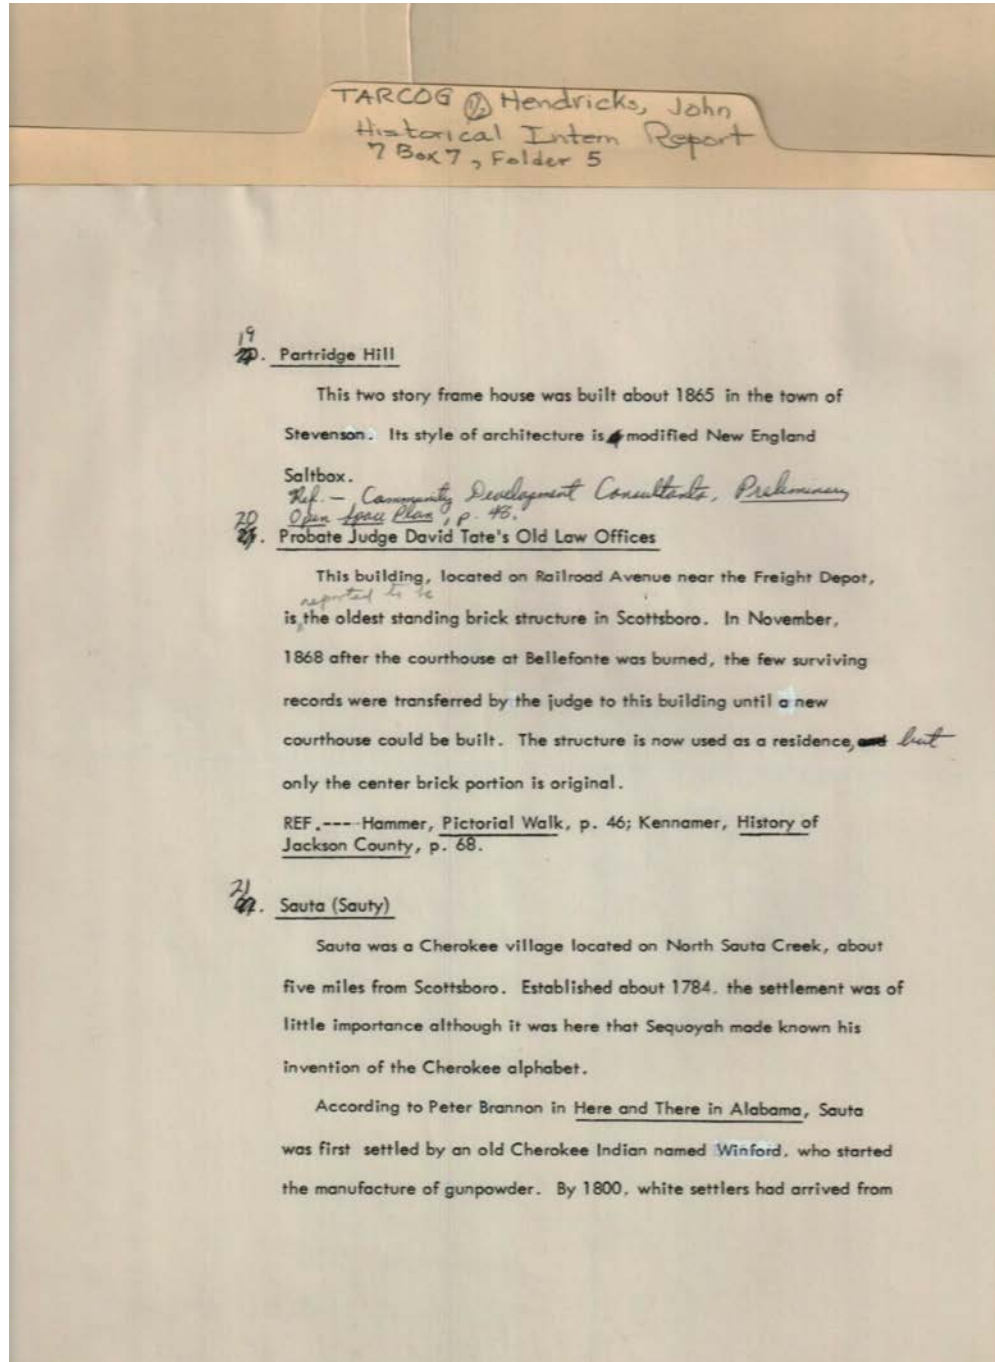 TARCOG 1/2 Hendricks, John
Historical Intern Report
7 Box 7, Folder 5
19
20. Partridge Hill
This two story frame house was built about 1865 in the town of
Stevenson. Its style of architecture is modified New England
Saltbox.
Ref. - Community Development Consultants, Preliminary
Open Space Plan, p. 43.
20
21. Probate Judge David Tate's Old Law Offices
This building, located on Railroad Avenue near the Freight Depot,
reported to be
is the oldest standing brick structure in Scottsboro. In November,
1868 after the courthouse at Bellefonte was burned, the few surviving
records were transferred by the judge to this building until a new
courthouse could be built. The structure is now used as a residence, and but
only the center brick portion is original.
REF.---- Hammer, Pictorial Walk, p. 46; Kennamer, History of
Jackson County, p. 68.
21
22. Sauta (Sauty)
Sauta was a Cherokee village located on North Sauta Creek, about
five miles from Scottsboro. Established about 1784, the settlement was of
little importance although it was here that Sequoyah made known his
invention of the Cherokee alphabet.
According to Peter Brannon in Here and There in Alabama, Sauta
was first settled by an old Cherokee Indian named Winford, who started
the manufacture of gunpowder. By 1800, white settlers had arrived from